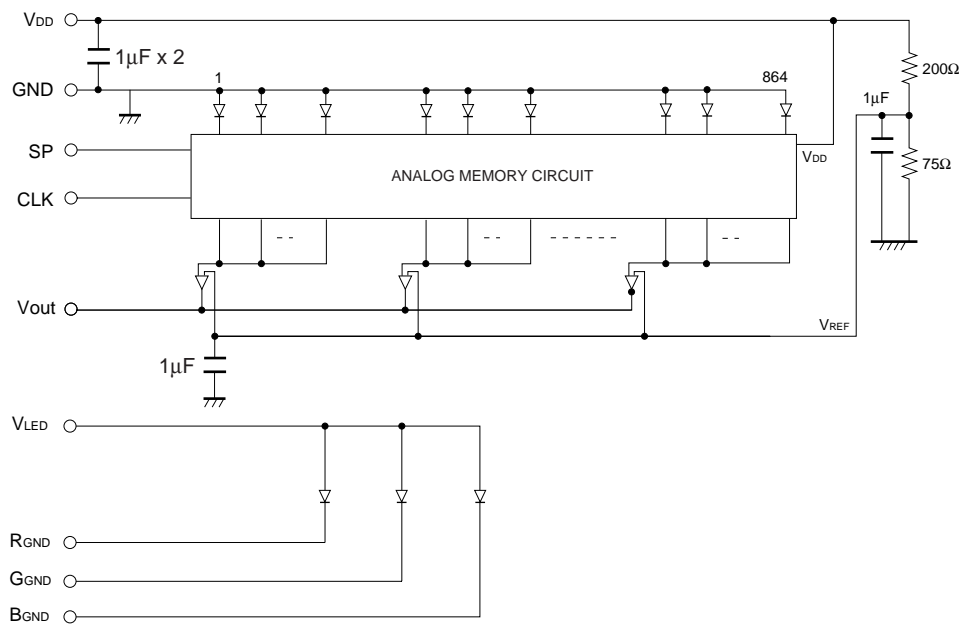 VDD
1μF x 2
200Ω
GND
1
864
1μF
SP
ANALOG MEMORY CIRCUIT
VDD
75Ω
CLK
Vout
VREF
1μF
VLED
RGND
GGND
BGND